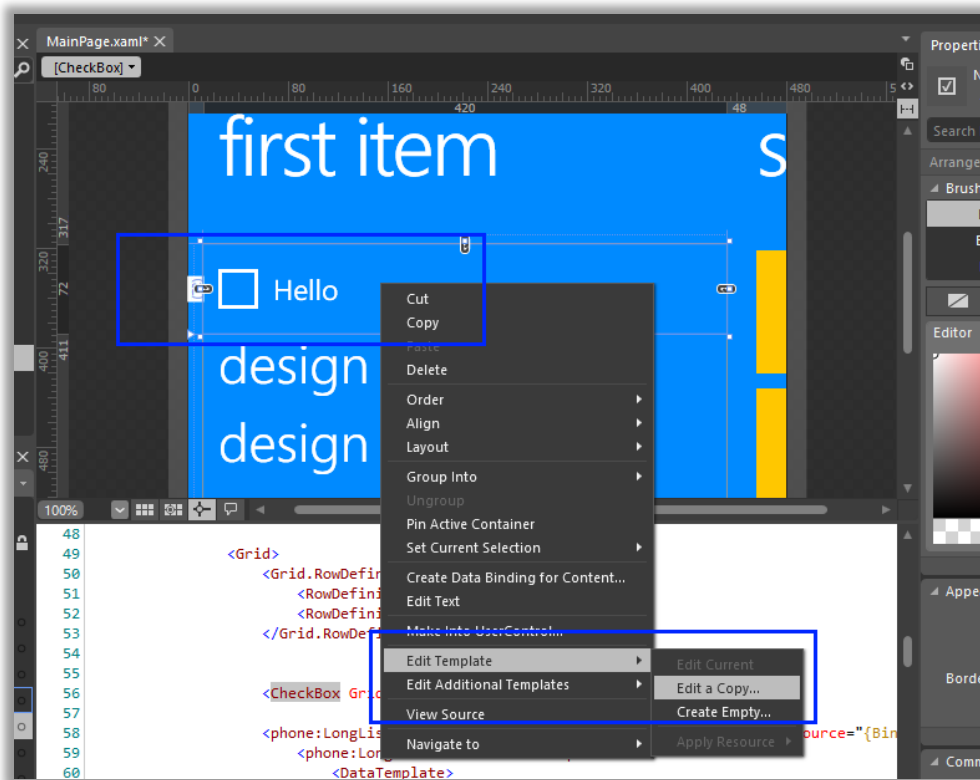 MainPage.xaml*
Properti
[CheckBox]
80 0 80 160 240 320 400 480 5
420 48
Search
Arrange
Brush
first item s
240
317
320
72
400
411
480
Hello
Editor
design
design
Cut
Copy
Paste
Delete
Order
Align
Layout
Group Into
Ungroup
Pin Active Container
Set Current Selection
Create Data Binding for Content...
Edit Text
Make Into UserControl...
Edit Template
Edit Additional Templates
View Source
Navigate to
Edit Current
Edit a Copy...
Create Empty...
Apply Resource
100%
48
49 <Grid>
50 <Grid.RowDefin
51 <RowDefini
52 <RowDefini
53 </Grid.RowDef
54
55
56 <CheckBox Gri
57
58 <phone:LongLis ource="{Bin
59 <phone:Lon
60 <DataTemplate>
Appe
Borde
Comm